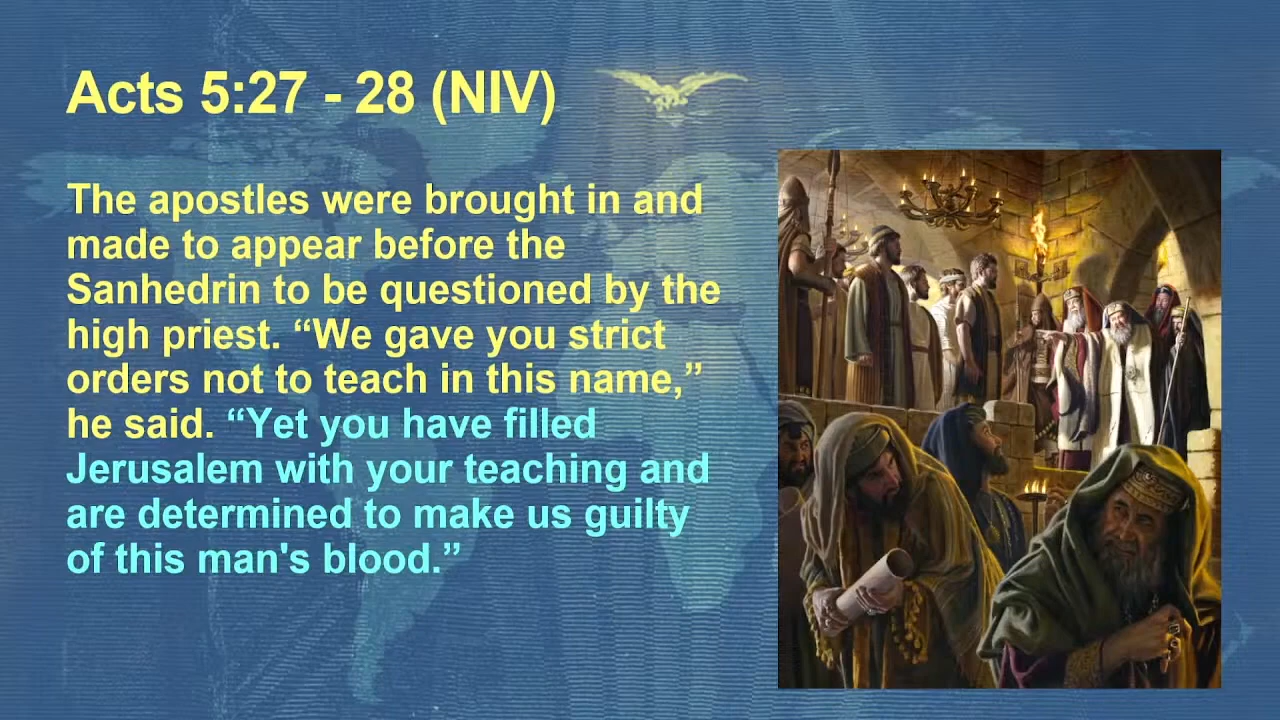 Acts 5:27 - 28 (NIV)
The apostles were brought in and
made to appear before the
Sanhedrin to be questioned by the
high priest. “We gave you strict
orders not to teach in this name,”
he said. “Yet you have filled
Jerusalem with your teaching and
are determined to make us guilty
of this man's blood.”